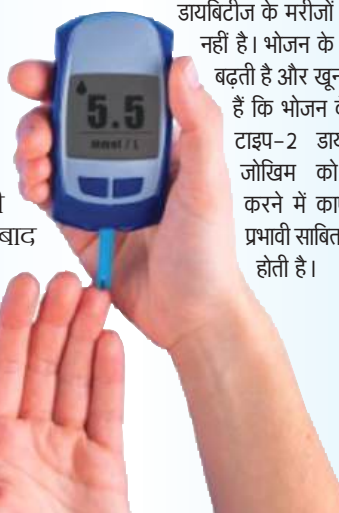 डायबिटीज के मरीजों
नहीं है। भोजन के
बढ़ती है और खून
हैं कि भोजन
टाइप-2
जोखिम को
करने में
प्रभावी साबित
होती है।
बाद
5.5
mmol / L